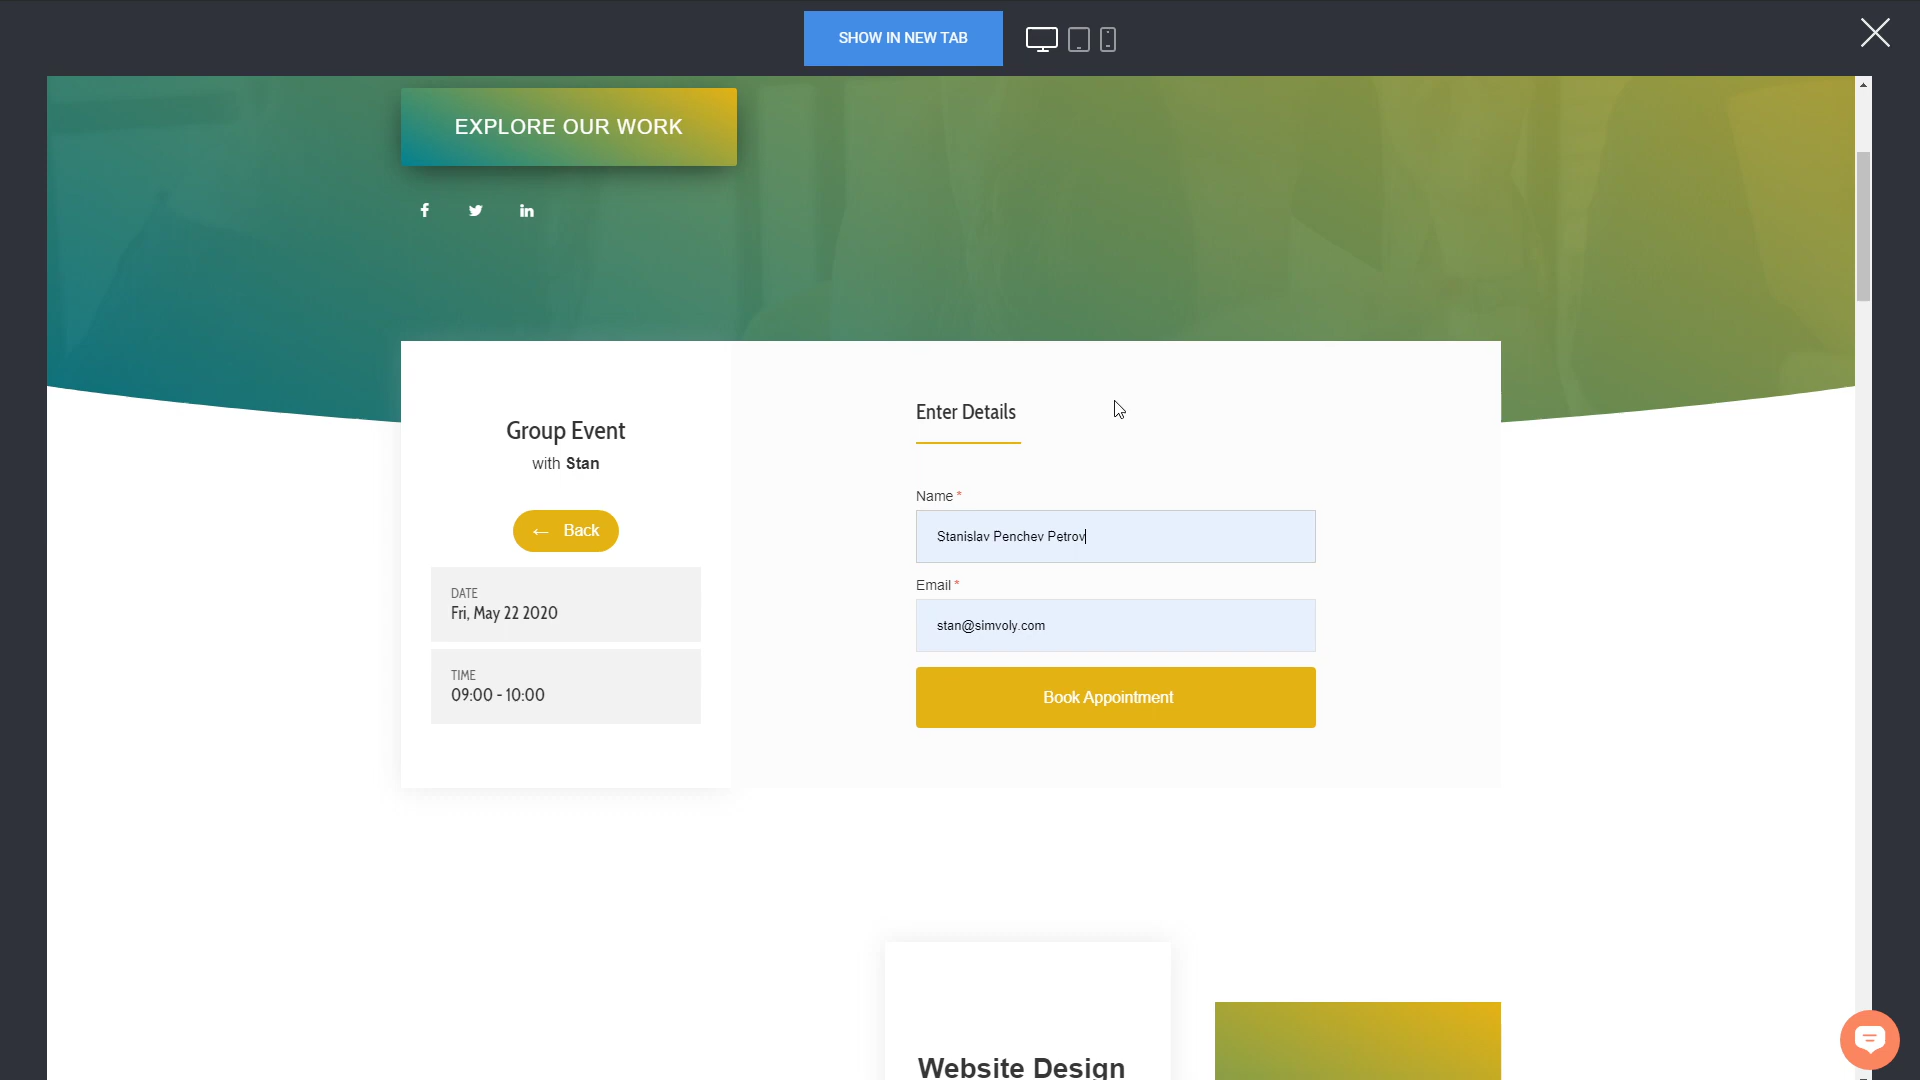 SHOW IN NEW TAB
EXPLORE OUR WORK
Group Event
with Stan
← Back
DATE
Fri, May 22 2020
TIME
09:00 - 10:00
Enter Details
Name *
Stanislav Penchev Petrov
Email *
stan@simvoly.com
Book Appointment
Website Design